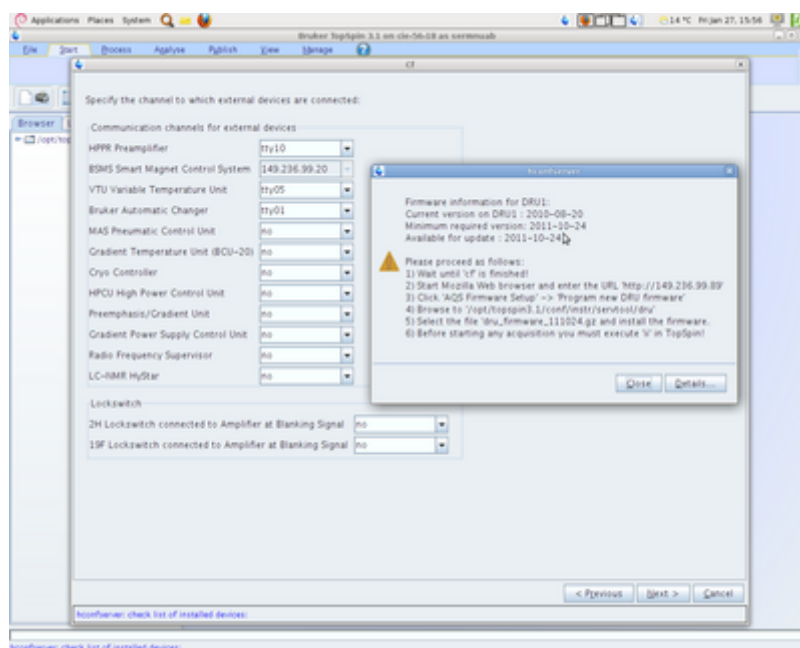 Applications Places System
14 °C Fri Jan 27, 15:56
Bruker TopSpin 3.1 on
File Start Process Analyse Publish View Manage
cf
Specify the channel to which external devices are connected:
Browser
Communication channels for external devices
HPPR Preamplifier tty10
BSMS Smart Magnet Control System 149.236.99.20
VTU Variable Temperature Unit tty05
Bruker Automatic Changer tty01
MAS Pneumatic Control Unit no
Gradient Temperature Unit (BCU-20) no
Cryo Controller no
HPCU High Power Control Unit no
Preemphasis/Gradient Unit no
Gradient Power Supply Control Unit no
Radio Frequency Supervisor no
LC-NMR HyStar no
Lockswitch
2H Lockswitch connected to Amplifier at Blanking Signal no
19F Lockswitch connected to Amplifier at Blanking Signal no
hconfserver
Firmware information for DRU1:
Current version on DRU1 : 2010-08-20
Minimum required version: 2011-10-24
Available for update : 2011-10-24
Please proceed as follows:
1) Wait until 'cf' is finished!
2) Start Mozilla Web browser and enter the URL 'http://149.236.99.89'
3) Click 'AQS Firmware Setup' -> 'Program new DRU firmware'
4) Browse to '/opt/topspin3.1/conf/instr/servtool/dru'
5) Select the file 'dru_firmware_111024.gz and install the firmware.
6) Before starting any acquisition you must execute 'ii' in TopSpin!
Close Details...
< Previous Next > Cancel
hconfserver: check list of installed devices:
hconfserver: check list of installed devices: